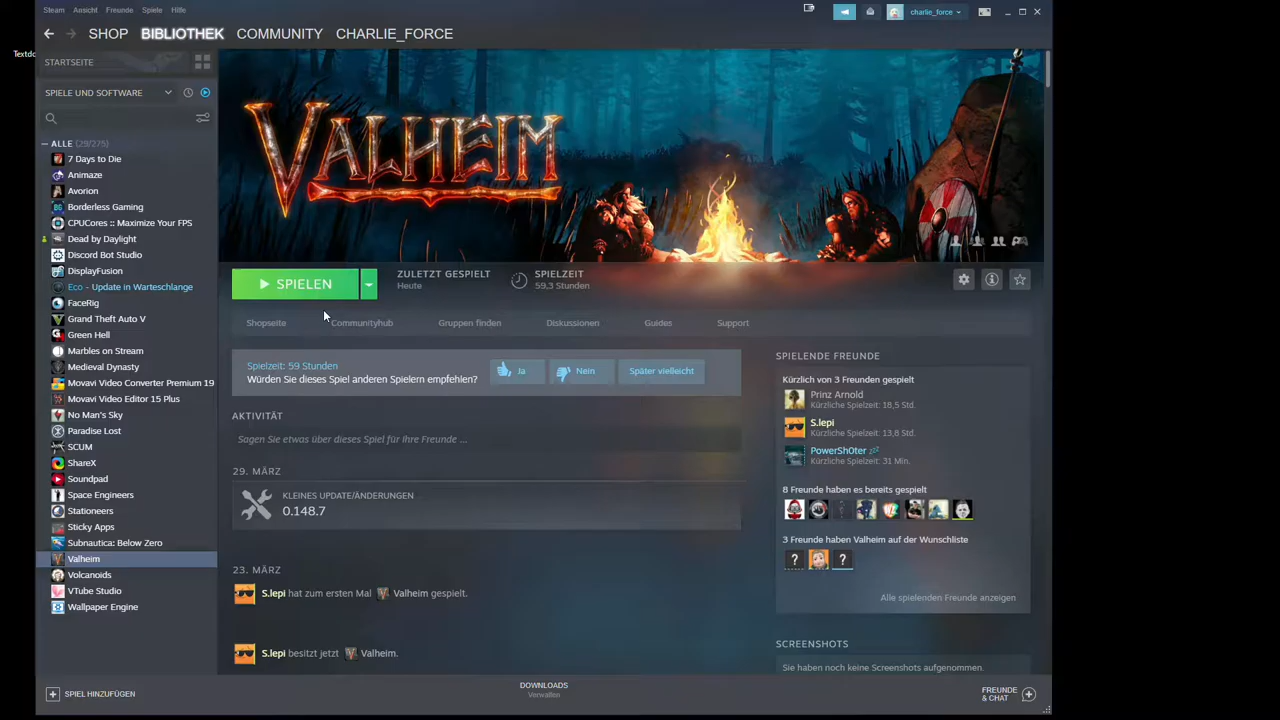 Steam Ansicht Freunde Spiele Hilfe
charlie_force
SHOP BIBLIOTHEK COMMUNITY CHARLIE_FORCE
STARTSEITE
SPIELE UND SOFTWARE
ALLE (29/275)
7 Days to Die
Animaze
Avorion
Borderless Gaming
CPUCores :: Maximize Your FPS
Dead by Daylight
Discord Bot Studio
DisplayFusion
Eco - Update in Warteschlange
FaceRig
Grand Theft Auto V
Green Hell
Marbles on Stream
Medieval Dynasty
Movavi Video Converter Premium 19
Movavi Video Editor 15 Plus
No Man's Sky
Paradise Lost
SCUM
ShareX
Soundpad
Space Engineers
Stationeers
Sticky Apps
Subnautica: Below Zero
Valheim
Volcanoids
VTube Studio
Wallpaper Engine
SPIEL HINZUFÜGEN
VALHEIM
SPIELEN
ZULETZT GESPIELT
Heute
SPIELZEIT
59,3 Stunden
Shopseite Communityhub Gruppen finden Diskussionen Guides Support
Spielzeit: 59 Stunden
Würden Sie dieses Spiel anderen Spielern empfehlen?
Ja Nein Später vielleicht
AKTIVITÄT
Sagen Sie etwas über dieses Spiel für Ihre Freunde ...
29. MÄRZ
KLEINES UPDATE/ÄNDERUNGEN
0.148.7
23. MÄRZ
S.lepi hat zum ersten Mal Valheim gespielt.
S.lepi besitzt jetzt Valheim.
SPIELENDE FREUNDE
Kürzlich von 3 Freunden gespielt
Prinz Arnold
Kürzliche Spielzeit: 18,5 Std.
S.lepi
Kürzliche Spielzeit: 13,8 Std.
PowerSh0ter
Kürzliche Spielzeit: 31 Min.
8 Freunde haben es bereits gespielt
3 Freunde haben Valheim auf der Wunschliste
? ?
Alle spielenden Freunde anzeigen
SCREENSHOTS
Sie haben noch keine Screenshots aufgenommen.
DOWNLOADS
Verwalten
FREUNDE
& CHAT